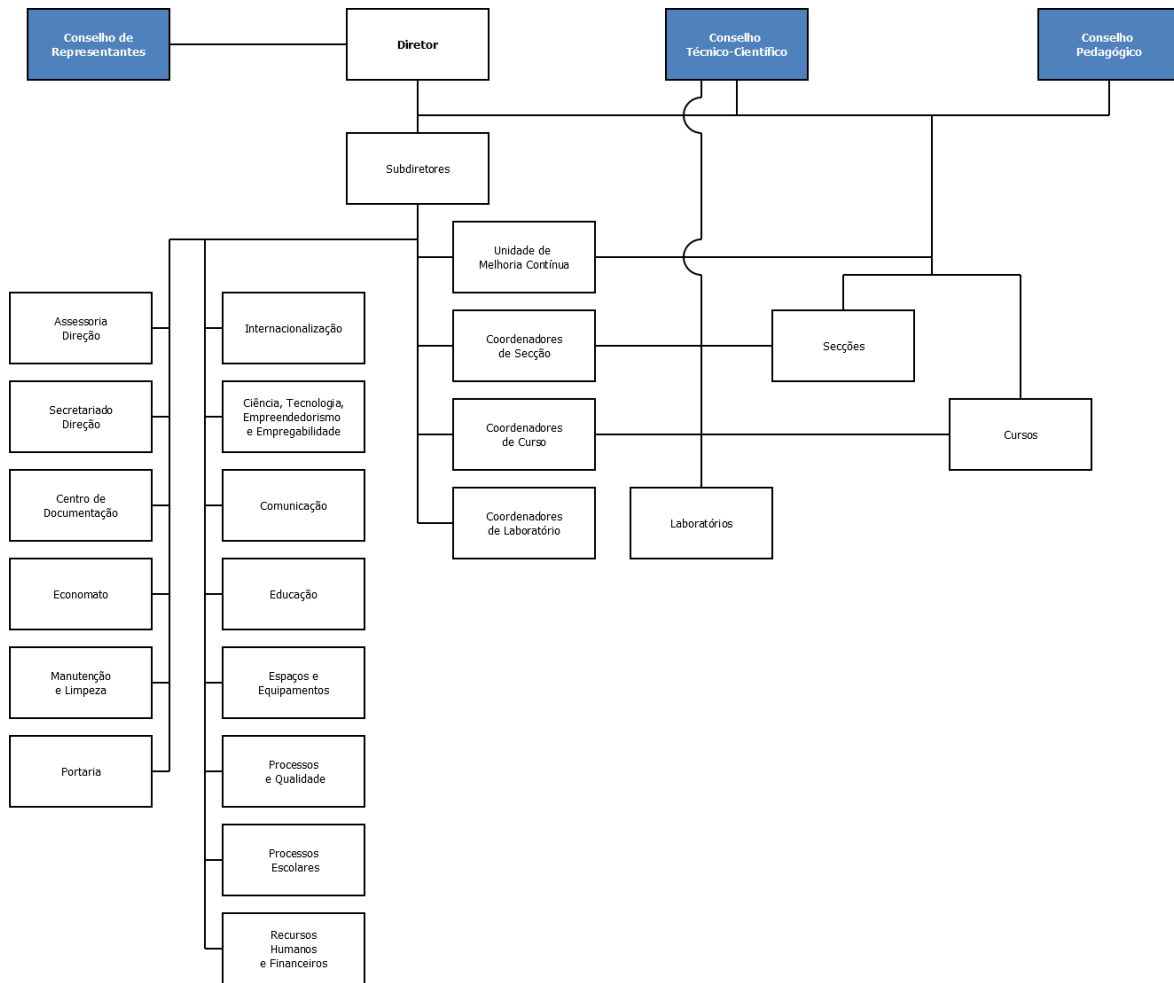 Conselho de
Representantes
Diretor
Conselho
Técnico-Científico
Conselho
Pedagógico
Subdiretores
Unidade de
Melhoria Contínua
Assessoria
Direção
Internacionalização
Coordenadores
de Secção
Secções
Secretariado
Direção
Ciência, Tecnologia,
Empreendedorismo
e Empregabilidade
Coordenadores
de Curso
Cursos
Centro de
Documentação
Comunicação
Coordenadores
de Laboratório
Laboratórios
Economato
Educação
Manutenção
e Limpeza
Espaços e
Equipamentos
Portaria
Processos
e Qualidade
Processos
Escolares
Recursos
Humanos
e Financeiros